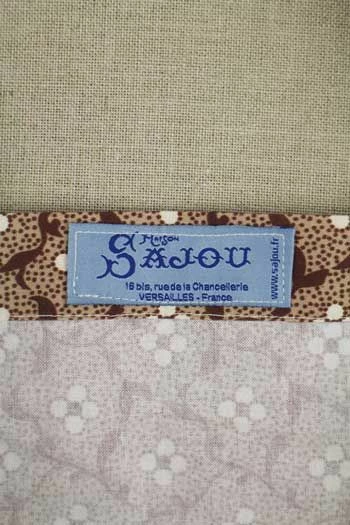 MAISON
SAJOU
16 bis, rue de la Chancellerie
VERSAILLES - France
www.sajou.fr